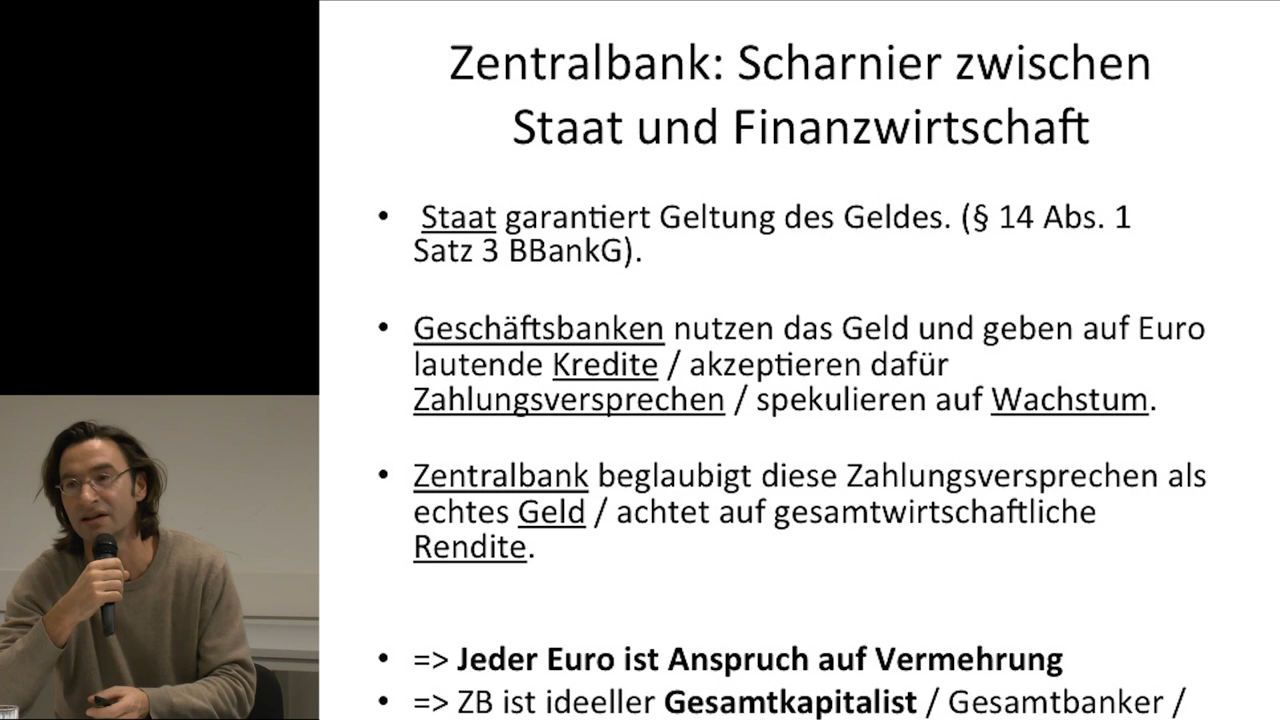 Zentralbank: Scharnier zwischen
Staat und Finanzwirtschaft
• Staat garantiert Geltung des Geldes. (§ 14 Abs. 1
Satz 3 BBankG).
• Geschäftsbanken nutzen das Geld und geben auf Euro
lautende Kredite / akzeptieren dafür
Zahlungsversprechen / spekulieren auf Wachstum.
• Zentralbank beglaubigt diese Zahlungsversprechen als
echtes Geld / achtet auf gesamtwirtschaftliche
Rendite.
• => Jeder Euro ist Anspruch auf Vermehrung
• => ZB ist ideeller Gesamtkapitalist / Gesamtbanker /